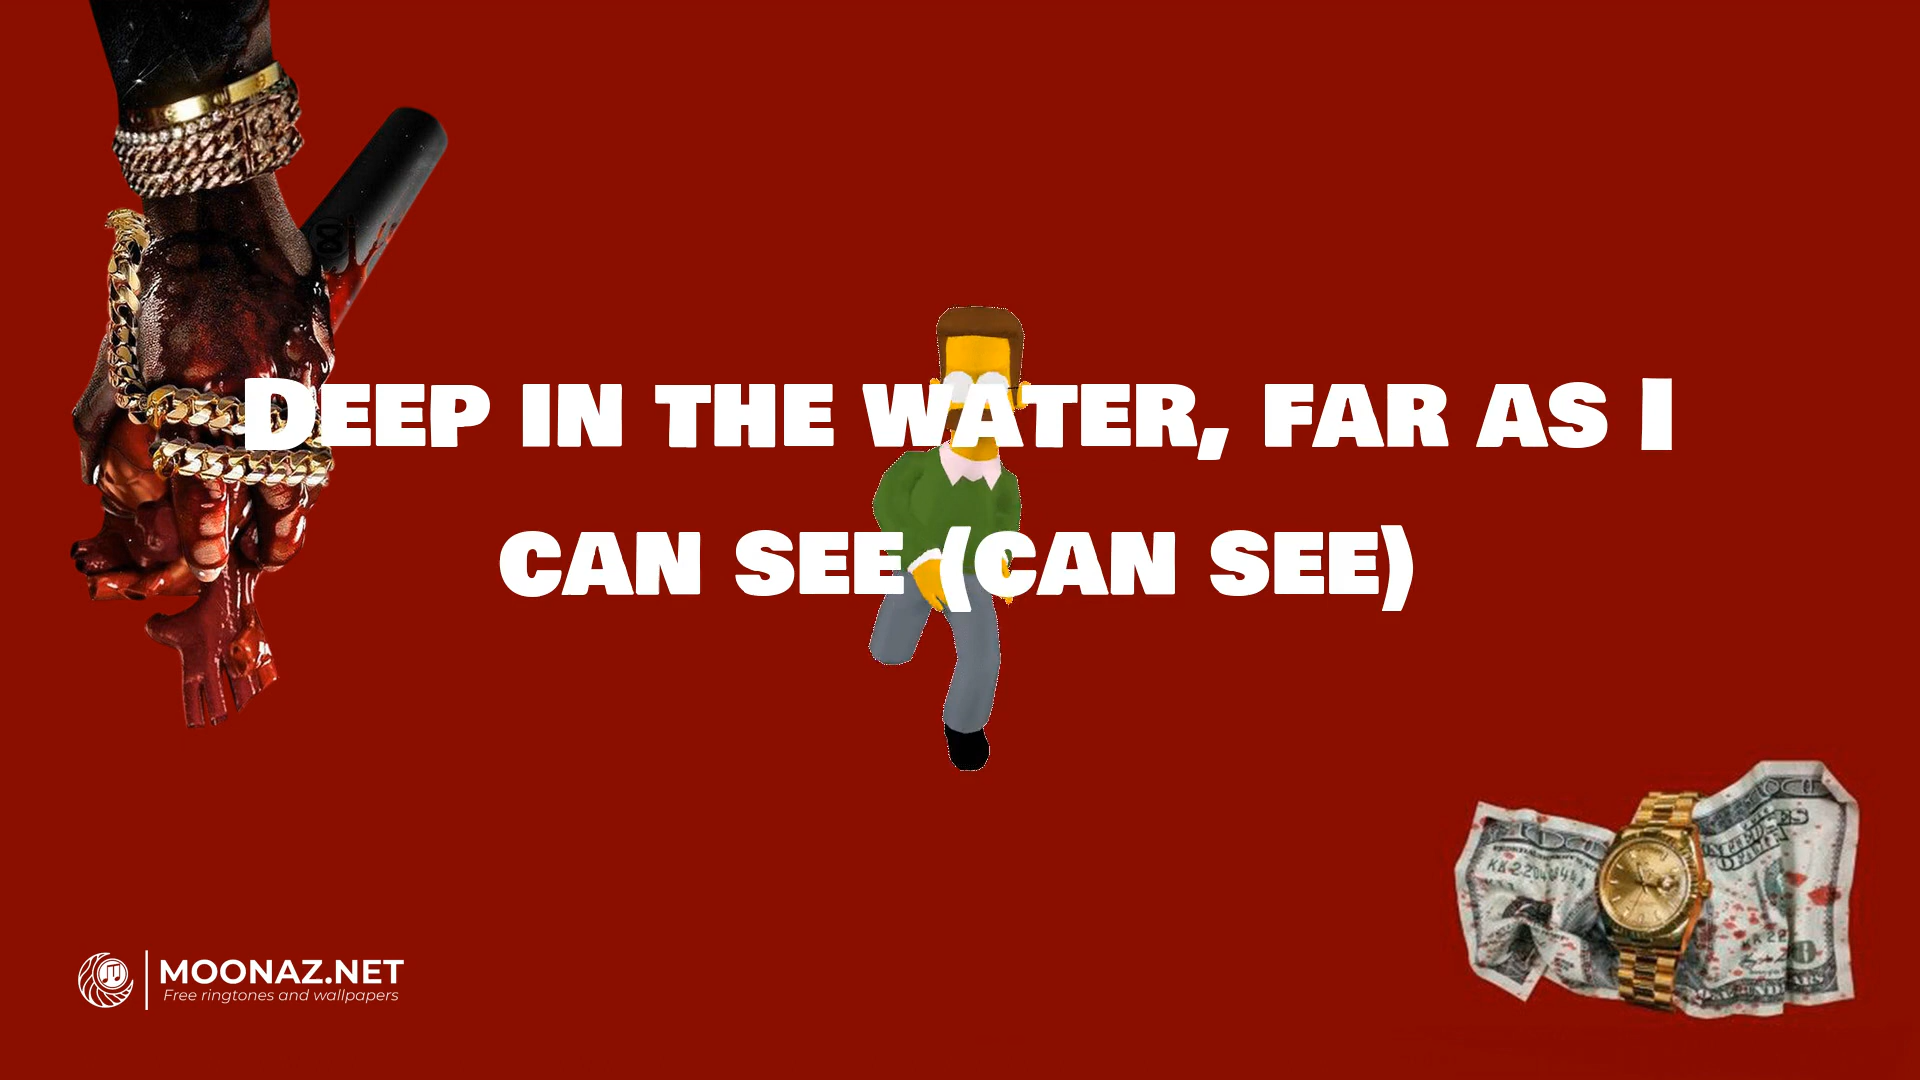 Deep in the water, far as I
can see (can see)
MOONAZ.NET
Free ringtones and wallpapers